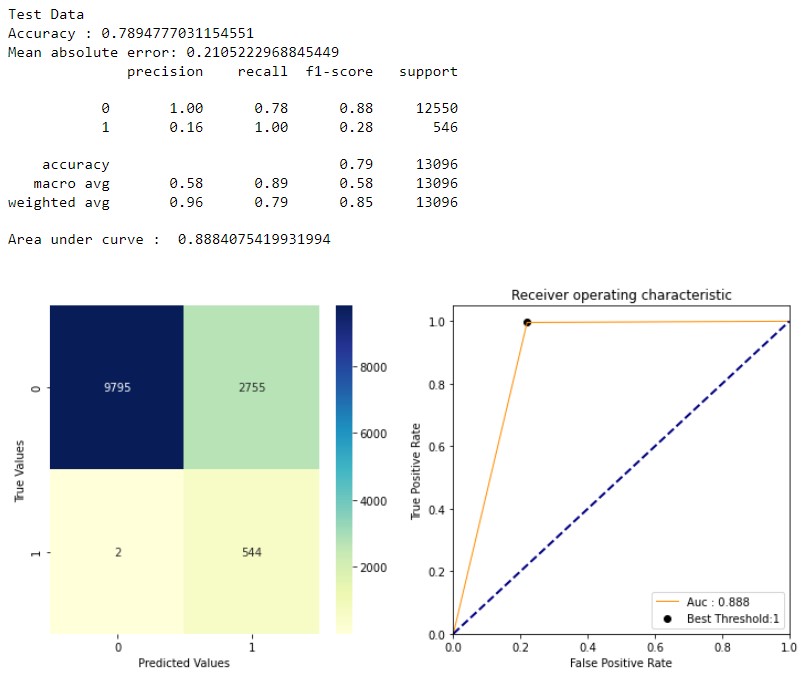 Test Data
Accuracy : 0.7894777031154551
Mean absolute error: 0.2105222968845449
precision recall f1-score support
0 1.00 0.78 0.88 12550
1 0.16 1.00 0.28 546
accuracy 0.79 13096
macro avg 0.58 0.89 0.58 13096
weighted avg 0.96 0.79 0.85 13096
Area under curve : 0.8884075419931994
9795
2755
2
544
0
1
True Values
0
1
Predicted Values
8000
6000
4000
2000
Receiver operating characteristic
1.0
0.8
0.6
0.4
0.2
0.0
True Positive Rate
0.0
0.2
0.4
0.6
0.8
1.0
False Positive Rate
Auc : 0.888
Best Threshold:1